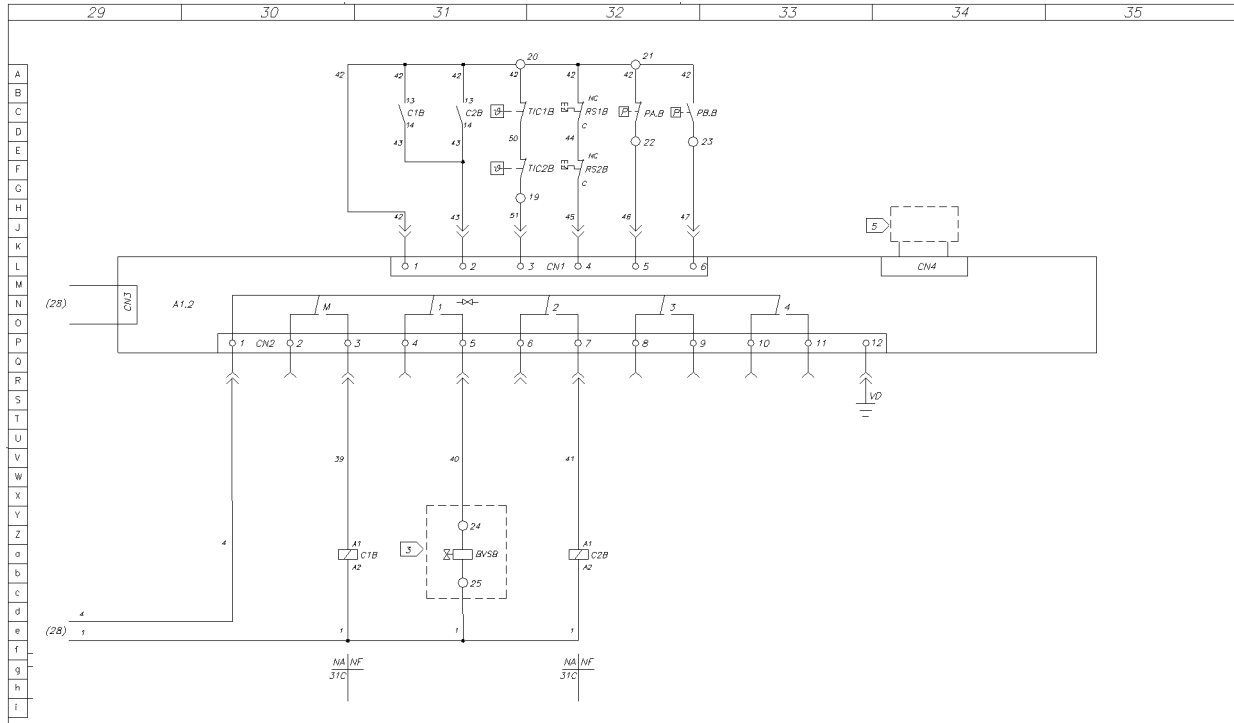 29 30 31 32 33 34 35
20 21
A 42 42 42 42 42 42 42
B 13 13 NC
C C1B C2B ϑ TIC1B RS1B P PA.B P PB.B
D 14 14 C
E 43 43 50 44 22 23
NC
F ϑ TIC2B RS2B
G C
H 19
J 42 43 51 45 46 47 5
K
L 1 2 3 CN1 4 5 6 CN4
M
N (28) CN3 A1.2 M 1 2 3 4
O
P 1 CN2 2 3 4 5 6 7 8 9 10 11 12
Q
R
S VD
T
U
V 39 40 41
W
X
Y
Z 24
A1 A1
a 4 C1B 3 BVSB C2B
b A2 A2
c 25
d 4
e (28) 1 1 1 1
f
g NA NF NA NF
31C 31C
h
i